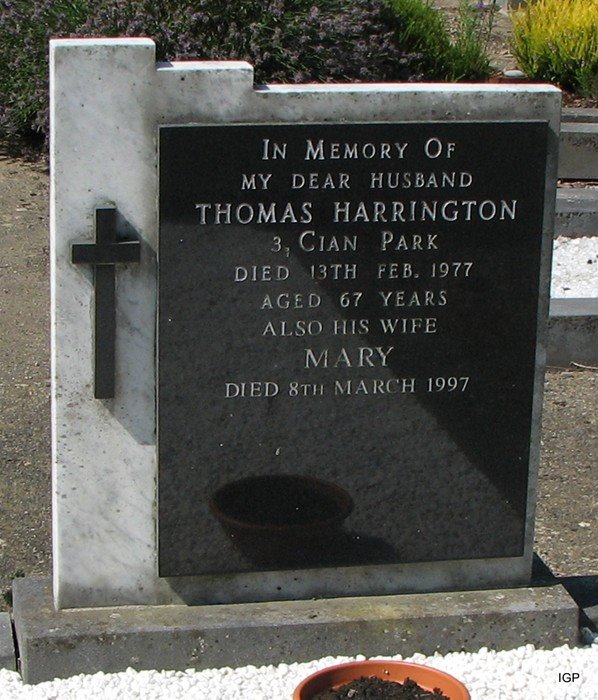 In Memory Of
MY DEAR HUSBAND
THOMAS HARRINGTON
3, Cian Park
DIED 13TH FEB. 1977
AGED 67 YEARS
ALSO HIS WIFE
MARY
DIED 8TH MARCH 1997
IGP